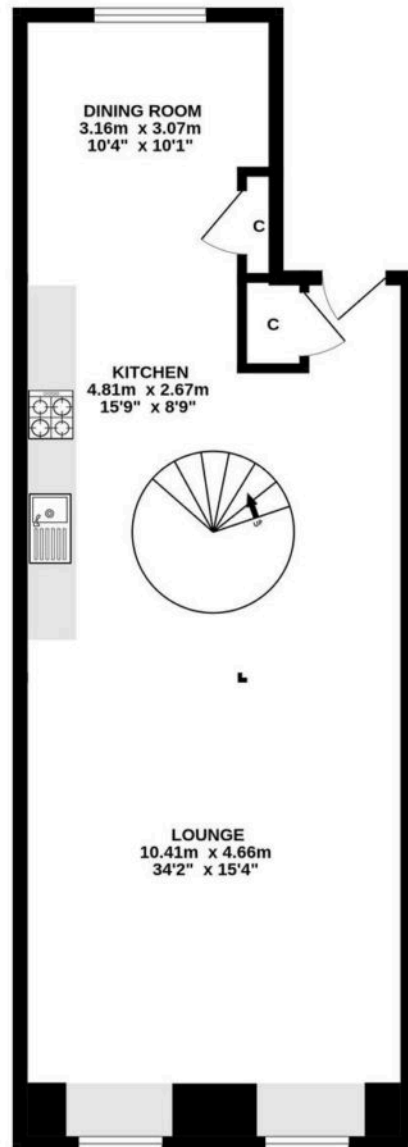 DINING ROOM
3.16m x 3.07m
10'4" x 10'1"
C
C
KITCHEN
4.81m x 2.67m
15'9" x 8'9"
UP
LOUNGE
10.41m x 4.66m
34'2" x 15'4"